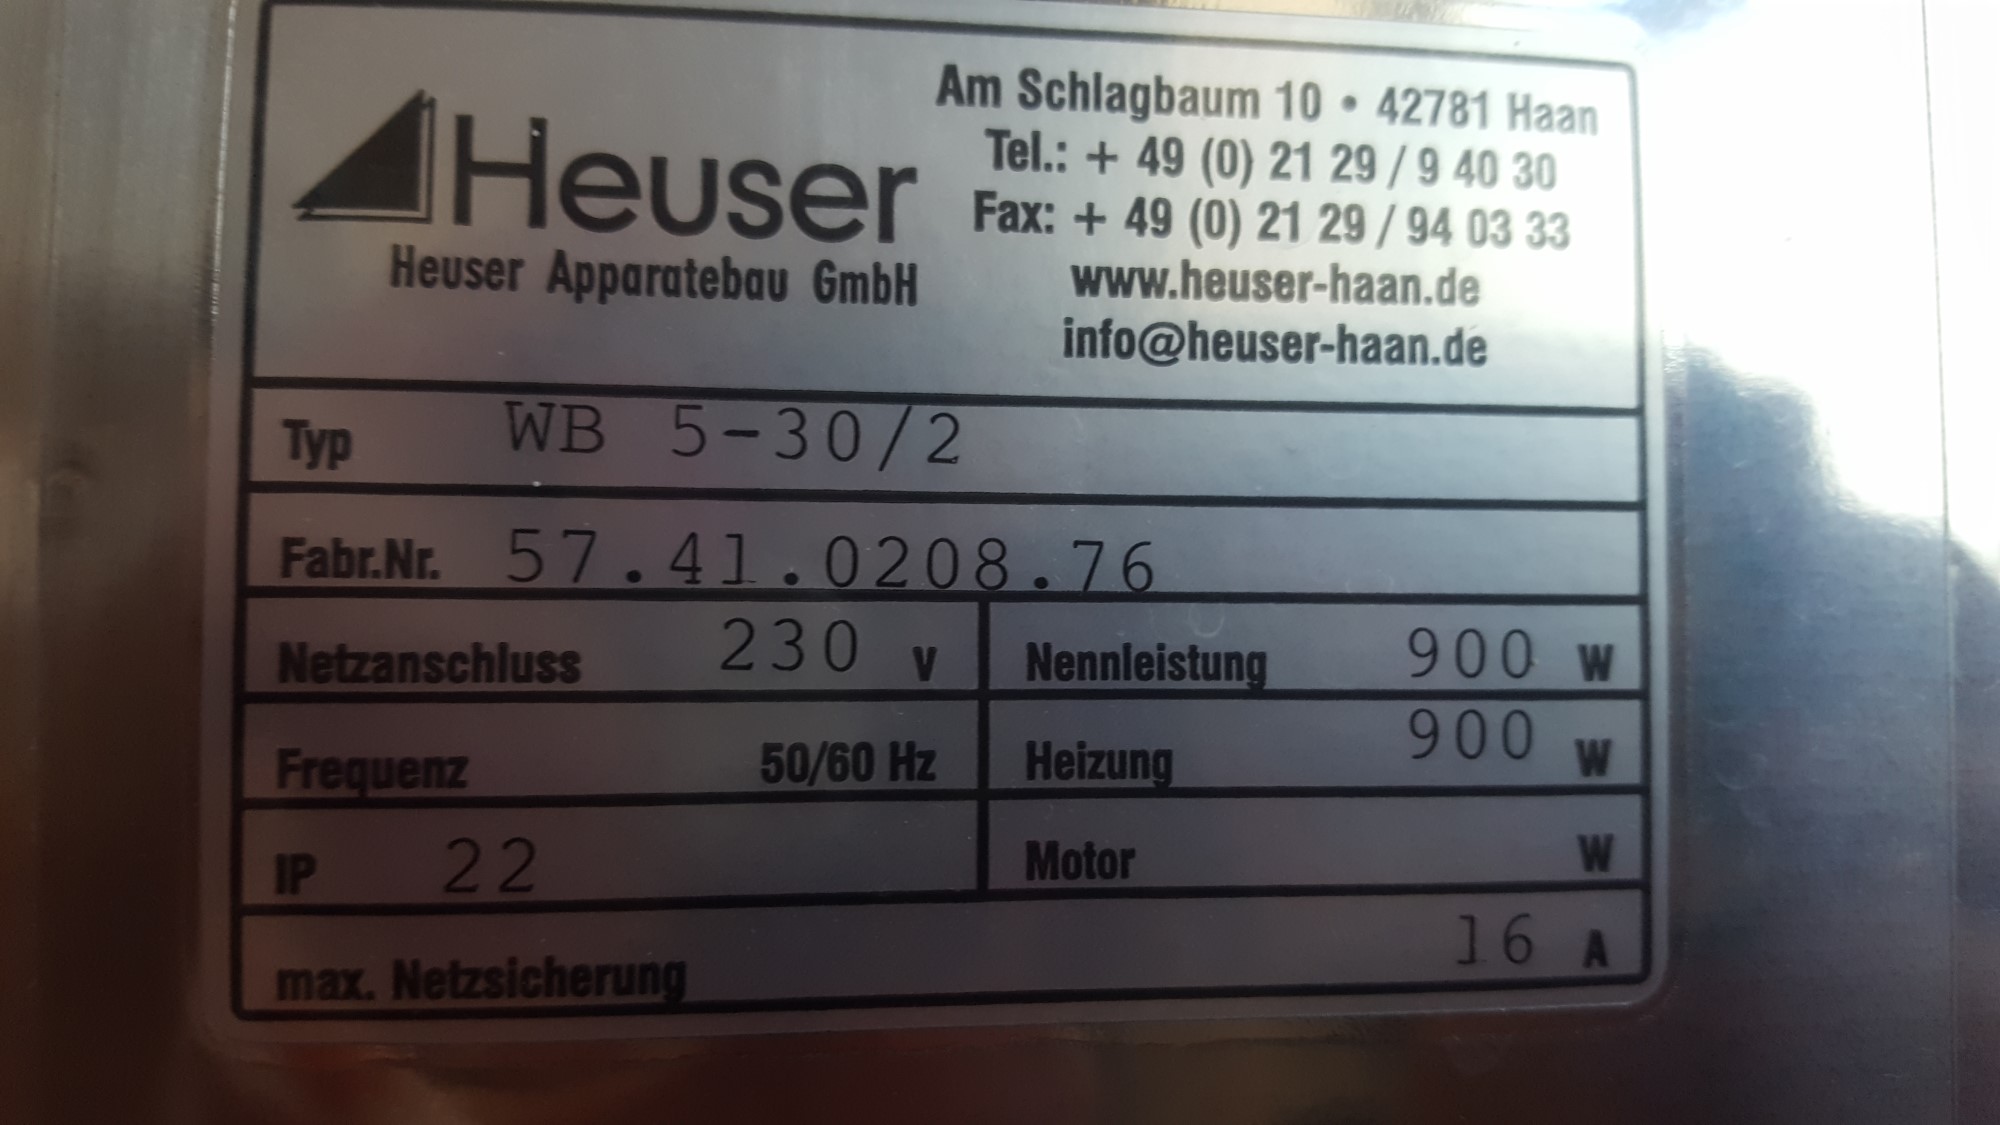 Heuser
Heuser Apparatebau GmbH
Am Schlagbaum 10 • 42781 Haan
Tel.: + 49 (0) 21 29 / 9 40 30
Fax: + 49 (0) 21 29 / 94 03 33
www.heuser-haan.de
info@heuser-haan.de
Typ WB 5-30/2
Fabr.Nr. 57.41.0208.76
Netzanschluss 230 V Nennleistung 900 W
Frequenz 50/60 Hz Heizung 900 W
IP 22 Motor W
max. Netzsicherung 16 A